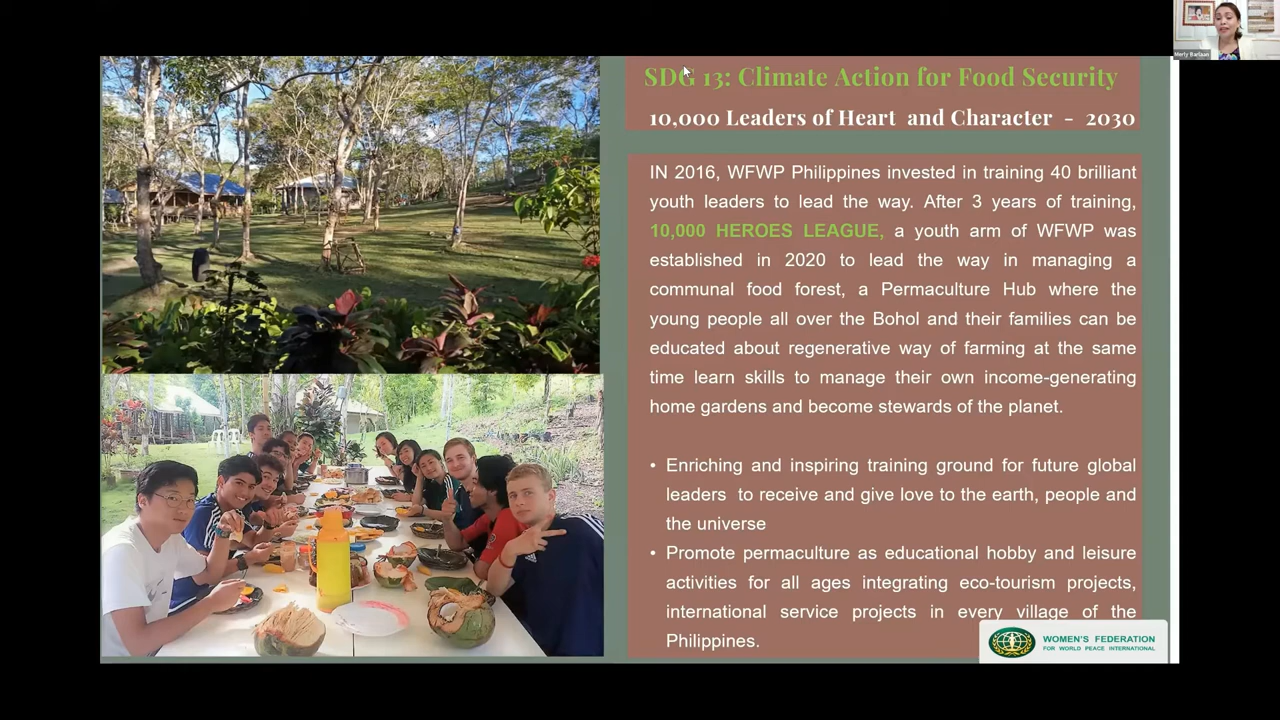 Merly Barlaan
SDG 13: Climate Action for Food Security
10,000 Leaders of Heart and Character - 2030
IN 2016, WFWP Philippines invested in training 40 brilliant
youth leaders to lead the way. After 3 years of training,
10,000 HEROES LEAGUE, a youth arm of WFWP was
established in 2020 to lead the way in managing a
communal food forest, a Permaculture Hub where the
young people all over the Bohol and their families can be
educated about regenerative way of farming at the same
time learn skills to manage their own income-generating
home gardens and become stewards of the planet.
• Enriching and inspiring training ground for future global
leaders to receive and give love to the earth, people and
the universe
• Promote permaculture as educational hobby and leisure
activities for all ages integrating eco-tourism projects,
international service projects in every village of the
Philippines.
WOMEN'S FEDERATION
FOR WORLD PEACE INTERNATIONAL